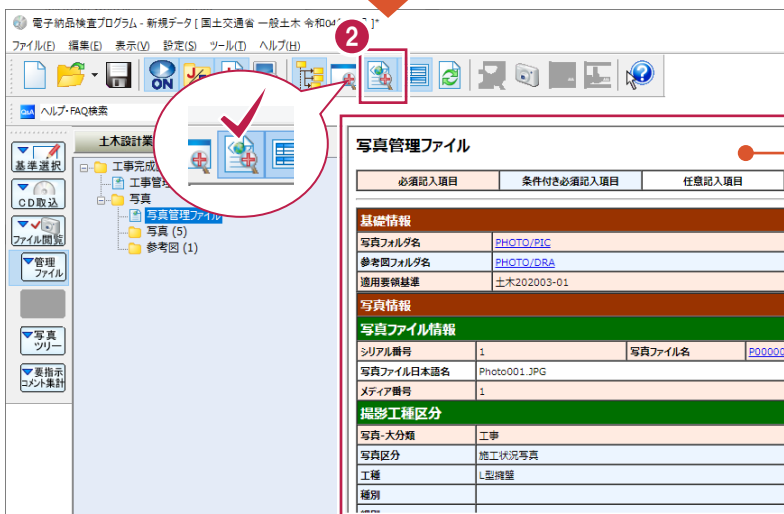 電子納品検査プログラム - 新規データ [ 国土交通省 一般土木 令和04 ]*
ファイル(F) 編集(E) 表示(V) 設定(S) ツール(T) ヘルプ(H)
2
ON
Q&A ヘルプ・FAQ検索
基準選択
CD取込
ファイル閲覧
管理
ファイル
写真
ツリー
要指示
コメント集計
土木設計業
工事完成
工事管理
写真
写真管理ファイル
写真 (5)
参考図 (1)
写真管理ファイル
必須記入項目 条件付き必須記入項目 任意記入項目
基礎情報
写真フォルダ名 PHOTO/PIC
参考図フォルダ名 PHOTO/DRA
適用要領基準 土木202003-01
写真情報
写真ファイル情報
シリアル番号 1 写真ファイル名 P00000
写真ファイル日本語名 Photo001.JPG
メディア番号 1
撮影工種区分
写真-大分類 工事
写真区分 施工状況写真
工種 L型擁壁
種別